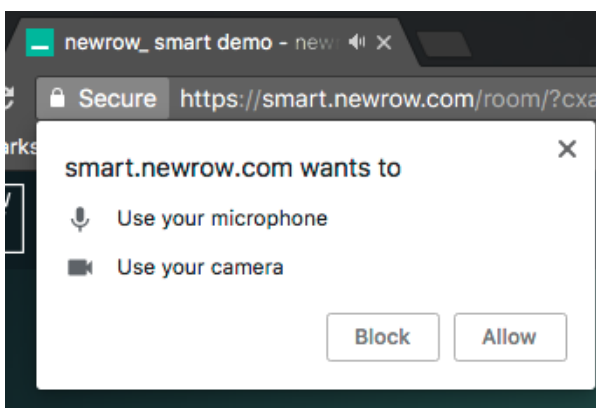 newrow_ smart demo - new
Secure https://smart.newrow.com/room/?cxa
arks
smart.newrow.com wants to
Use your microphone
Use your camera
Block Allow